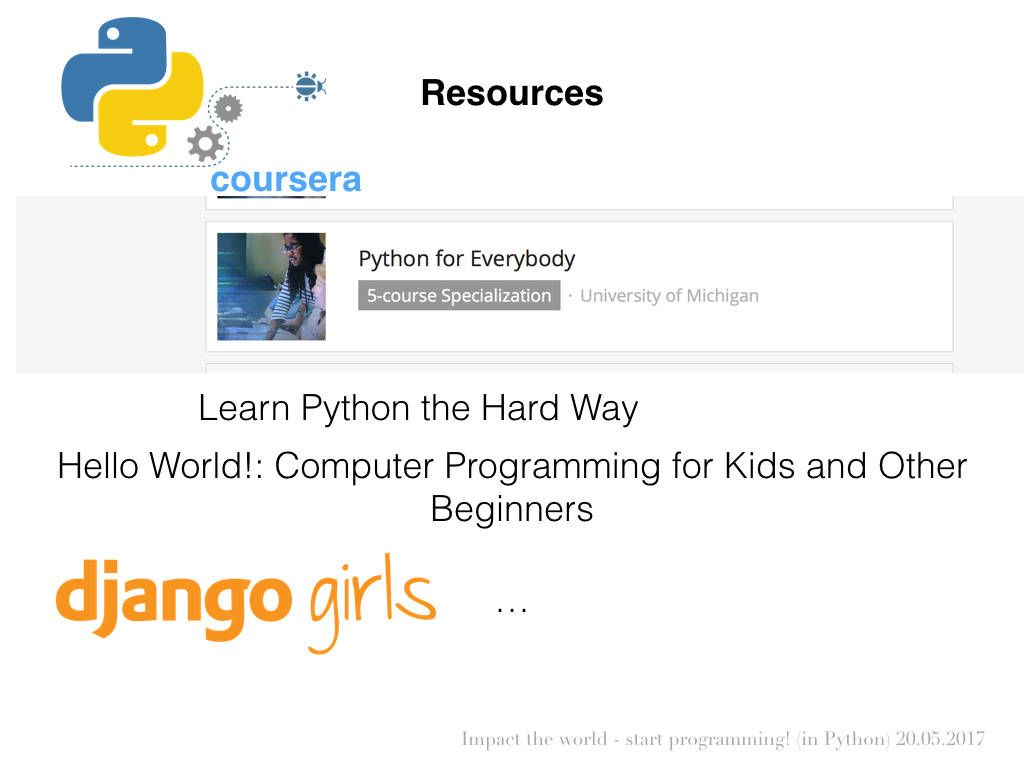 Resources
coursera
Python for Everybody
5-course Specialization · University of Michigan
Learn Python the Hard Way
Hello World!: Computer Programming for Kids and Other
Beginners
django girls
...
Impact the world - start programming! (in Python) 20.05.2017